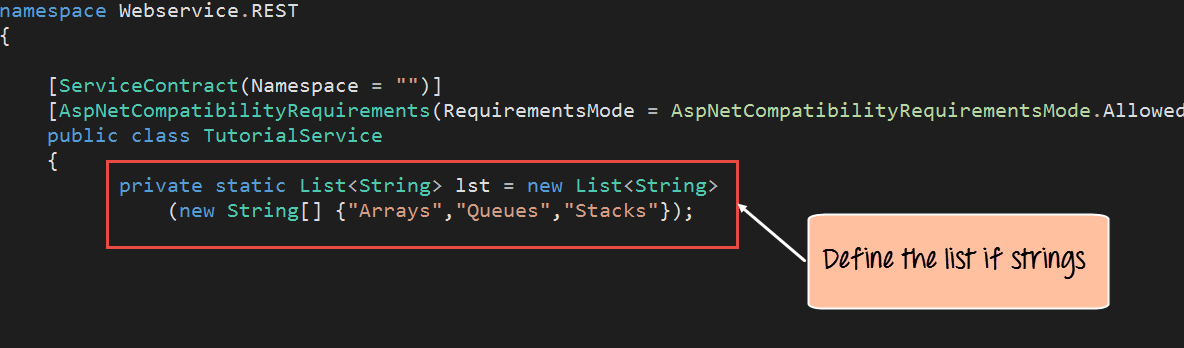 namespace Webservice.REST
{
[ServiceContract(Namespace = "")]
[AspNetCompatibilityRequirements(RequirementsMode = AspNetCompatibilityRequirementsMode.Allowed
public class TutorialService
{
private static List<String> lst = new List<String>
(new String[] {"Arrays","Queues","Stacks"});
Define the list if strings